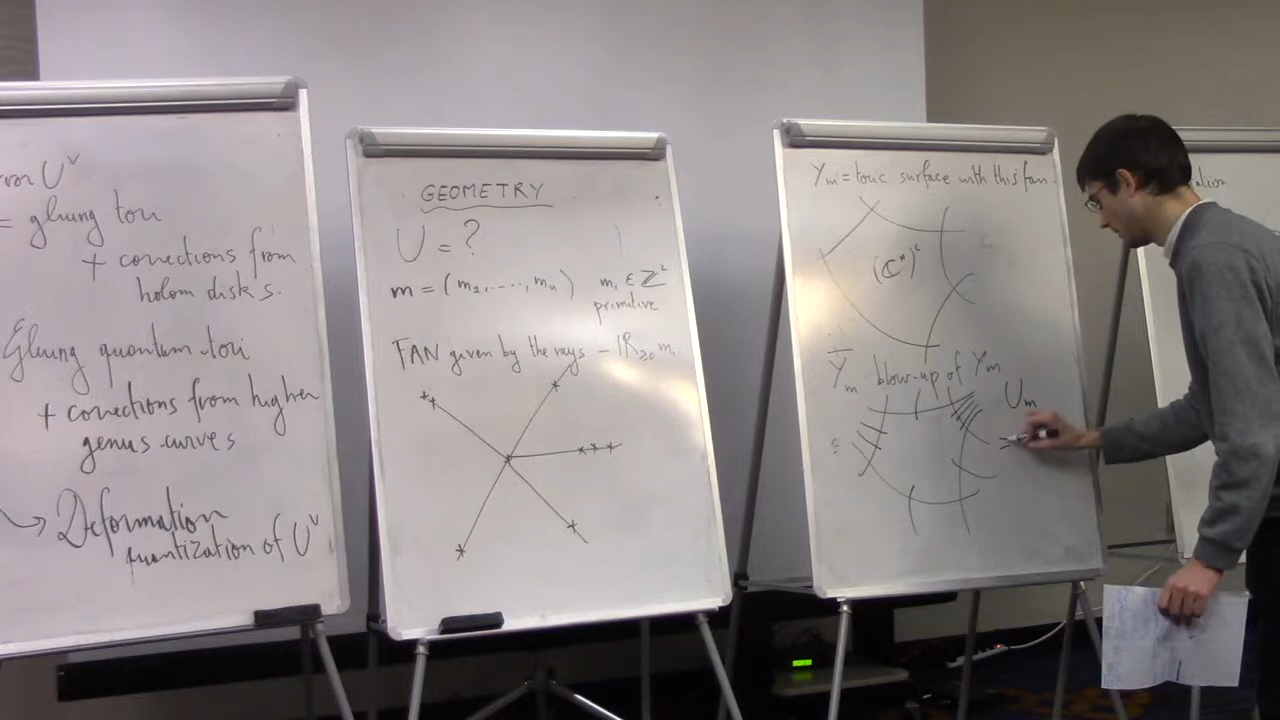 U^∨
= gluing tori
+ corrections from
holom disks.
Gluing quantum tori
+ corrections from higher
genus curves
→ Deformation
quantization of U^∨
GEOMETRY
U = ?
m = (m_1, ...., m_n) m_i ∈ ℤ^2
primitive
FAN given by the rays - ℝ_≥0 m_i
Y_m = toric surface with this fan.
(ℂ*)^2
Y̅_m blow-up of Y_m
U_m